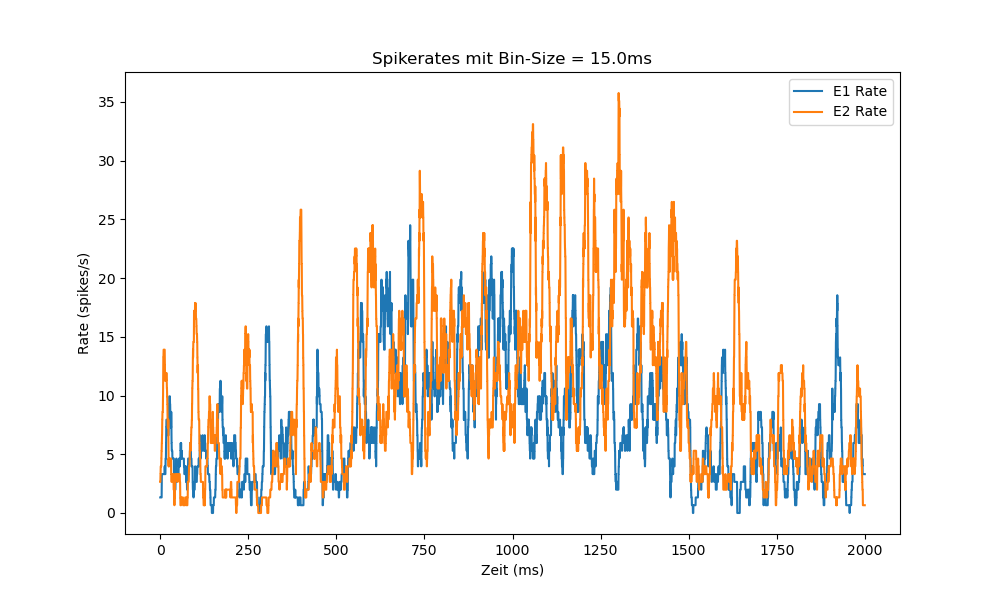 Spikerates mit Bin-Size = 15.0ms
E1 Rate
E2 Rate
Rate (spikes/s)
35
30
25
20
15
10
5
0
0 250 500 750 1000 1250 1500 1750 2000
Zeit (ms)